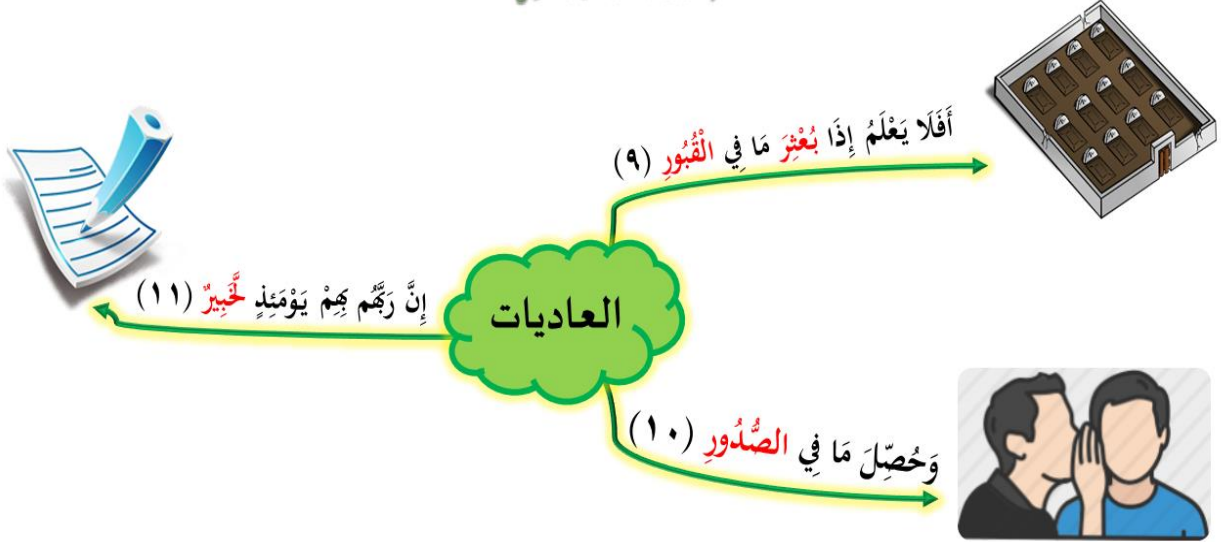 أَفَلَا يَعْلَمُ إِذَا بُعْثِرَ مَا فِي الْقُبُورِ (٩)
العاديات
إِنَّ رَبَّهُم بِهِمْ يَوْمَئِذٍ لَّخَبِيرٌ (١١)
وَحُصِّلَ مَا فِي الصُّدُورِ (١٠)